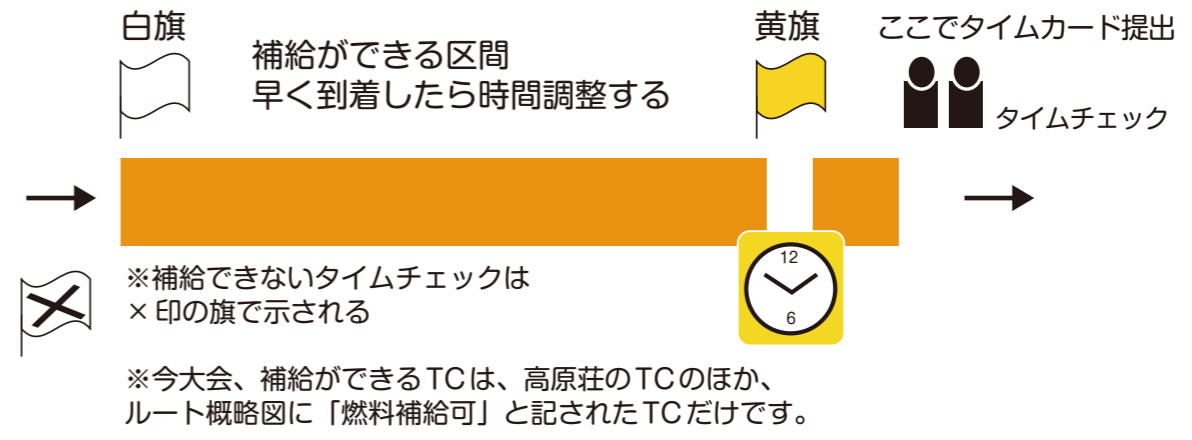 白旗
補給ができる区間
早く到着したら時間調整する
黄旗
ここでタイムカード提出
タイムチェック
12
6
※補給できないタイムチェックは
×印の旗で示される
※今大会、補給ができるTCは、高原荘のTCのほか、
ルート概略図に「燃料補給可」と記されたTCだけです。